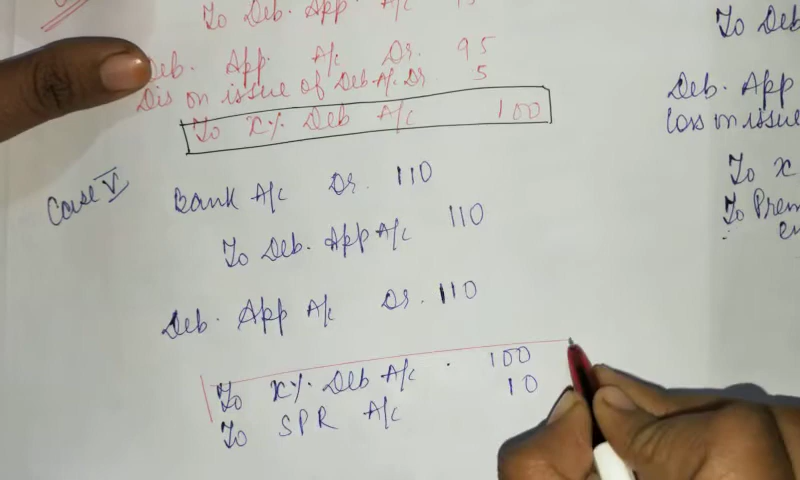 To Deb. App. A/c
Deb. App. A/c Dr. 95
Dis on issue of Deb. A/c. Dr. 5
To X% Deb A/c 100
Case V
Bank A/c Dr. 110
To Deb. App A/c 110
Deb. App A/c Dr. 110
To X% Deb A/c . 100
To SPR A/c 10
To Deb
Deb. App
loss on issue
To X
To Prem